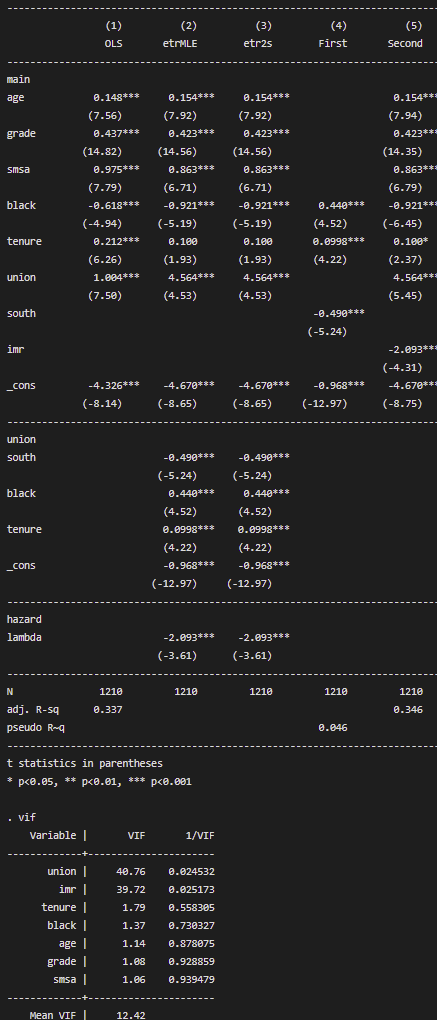 --------------------------------------------------------------------------
                 (1)        (2)        (3)        (4)        (5)
                 OLS     etrMLE      etr2s      First     Second
--------------------------------------------------------------------------
main
age            0.148***   0.154***   0.154***              0.154***
              (7.56)     (7.92)     (7.92)                (7.94)
grade          0.437***   0.423***   0.423***              0.423***
             (14.82)    (14.56)    (14.56)               (14.35)
smsa           0.975***   0.863***   0.863***              0.863***
              (7.79)     (6.71)     (6.71)                (6.79)
black         -0.618***  -0.921***  -0.921***   0.440***  -0.921***
             (-4.94)    (-5.19)    (-5.19)     (4.52)    (-6.45)
tenure         0.212***   0.100      0.100      0.0998***  0.100*
              (6.26)     (1.93)     (1.93)     (4.22)     (2.37)
union          1.004***   4.564***   4.564***              4.564***
              (7.50)     (4.53)     (4.53)                (5.45)
south                                          -0.490***
                                              (-5.24)
imr                                                       -2.093***
                                                         (-4.31)
_cons         -4.326***  -4.670***  -4.670***  -0.968***  -4.670***
             (-8.14)    (-8.65)    (-8.65)   (-12.97)    (-8.75)
--------------------------------------------------------------------------
union
south                    -0.490***  -0.490***
                        (-5.24)    (-5.24)
black                     0.440***   0.440***
                         (4.52)     (4.52)
tenure                    0.0998***  0.0998***
                         (4.22)     (4.22)
_cons                    -0.968***  -0.968***
                       (-12.97)   (-12.97)
--------------------------------------------------------------------------
hazard
lambda                   -2.093***  -2.093***
                        (-3.61)    (-3.61)
--------------------------------------------------------------------------
N               1210       1210       1210       1210       1210
adj. R-sq      0.337                                       0.346
pseudo R~q                                      0.046
--------------------------------------------------------------------------
t statistics in parentheses
* p<0.05, ** p<0.01, *** p<0.001
. vif
    Variable |       VIF       1/VIF
-------------+----------------------
       union |     40.76    0.024532
         imr |     39.72    0.025173
      tenure |      1.79    0.558305
       black |      1.37    0.730327
         age |      1.14    0.878075
       grade |      1.08    0.928859
        smsa |      1.06    0.939479
-------------+----------------------
    Mean VIF |     12.42